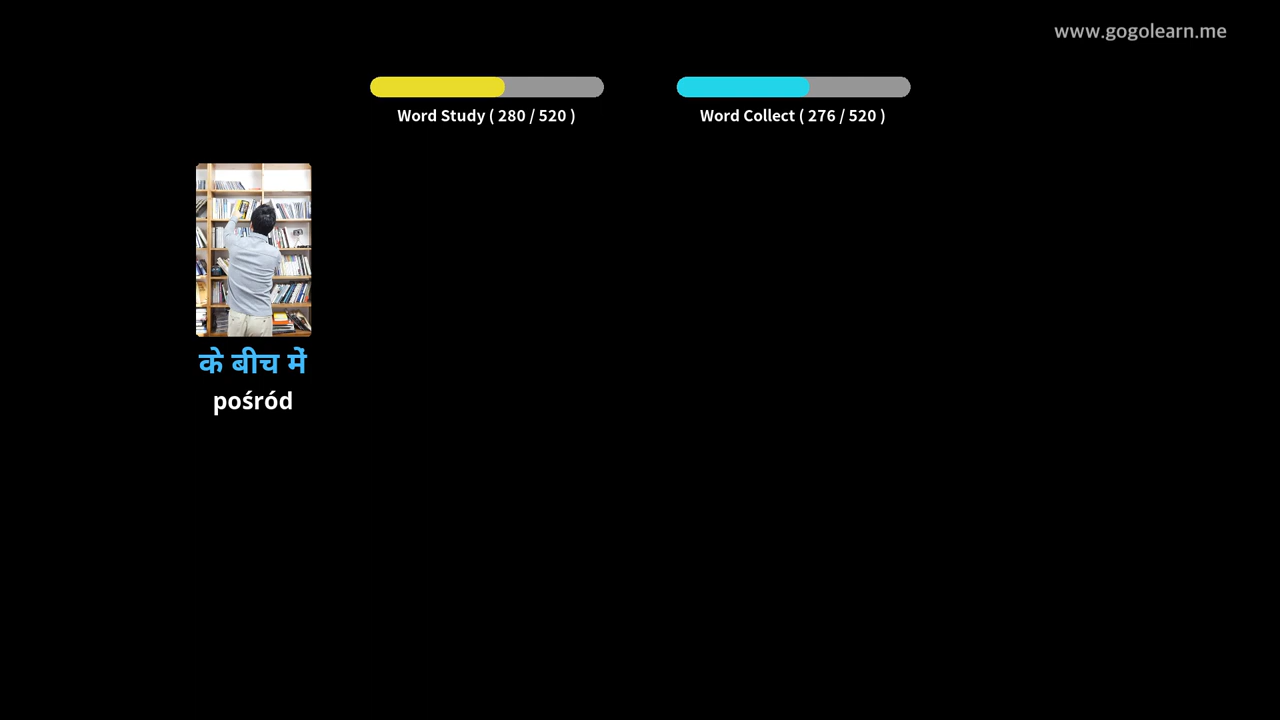 www.gogolearn.me
Word Study ( 280 / 520 )
Word Collect ( 276 / 520 )
के बीच में
pośród